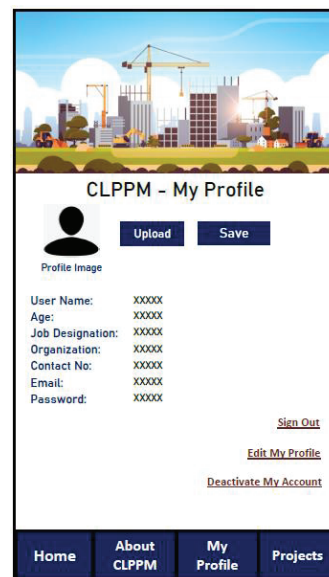 CLPPM - My Profile
Upload
Save
Profile Image
User Name: XXXXX
Age: XXXXX
Job Designation: XXXXX
Organization: XXXXX
Contact No: XXXXX
Email: XXXXX
Password: XXXXX
Sign Out
Edit My Profile
Deactivate My Account
Home
About CLPPM
My Profile
Projects